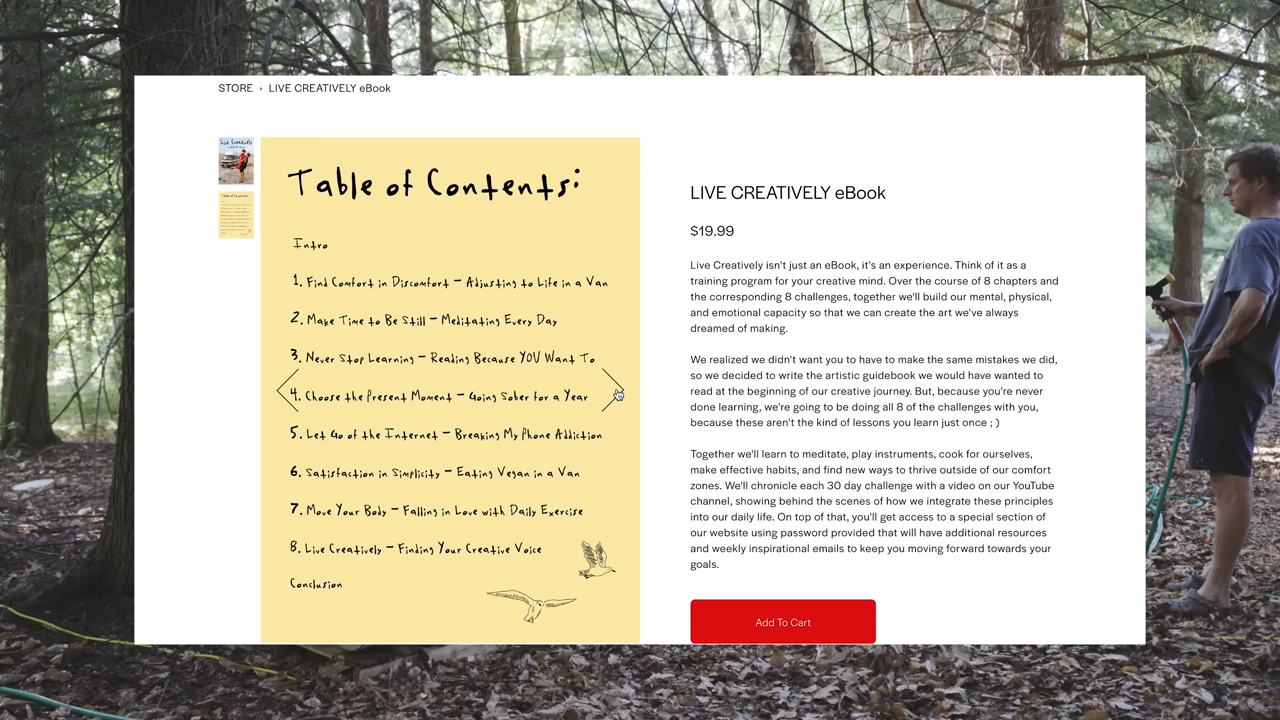 STORE › LIVE CREATIVELY eBook
Live Creatively
Table of Contents:
Intro
1. Find Comfort in Discomfort – Adjusting to Life in a Van
2. Make Time to Be Still – Meditating Every Day
3. Never Stop Learning – Reading Because YOU Want To
4. Choose the Present Moment – Going Sober for a Year
5. Let Go of the Internet – Breaking My Phone Addiction
6. Satisfaction in Simplicity – Eating Vegan in a Van
7. Move Your Body – Falling in Love with Daily Exercise
8. Live Creatively – Finding Your Creative Voice
Conclusion
LIVE CREATIVELY eBook
$19.99
Live Creatively isn't just an eBook, it's an experience. Think of it as a
training program for your creative mind. Over the course of 8 chapters and
the corresponding 8 challenges, together we'll build our mental, physical,
and emotional capacity so that we can create the art we've always
dreamed of making.
We realized we didn't want you to have to make the same mistakes we did,
so we decided to write the artistic guidebook we would have wanted to
read at the beginning of our creative journey. But, because you're never
done learning, we're going to be doing all 8 of the challenges with you,
because these aren't the kind of lessons you learn just once ; )
Together we'll learn to meditate, play instruments, cook for ourselves,
make effective habits, and find new ways to thrive outside of our comfort
zones. We'll chronicle each 30 day challenge with a video on our YouTube
channel, showing behind the scenes of how we integrate these principles
into our daily life. On top of that, you'll get access to a special section of
our website using password provided that will have additional resources
and weekly inspirational emails to keep you moving forward towards your
goals.
Add To Cart